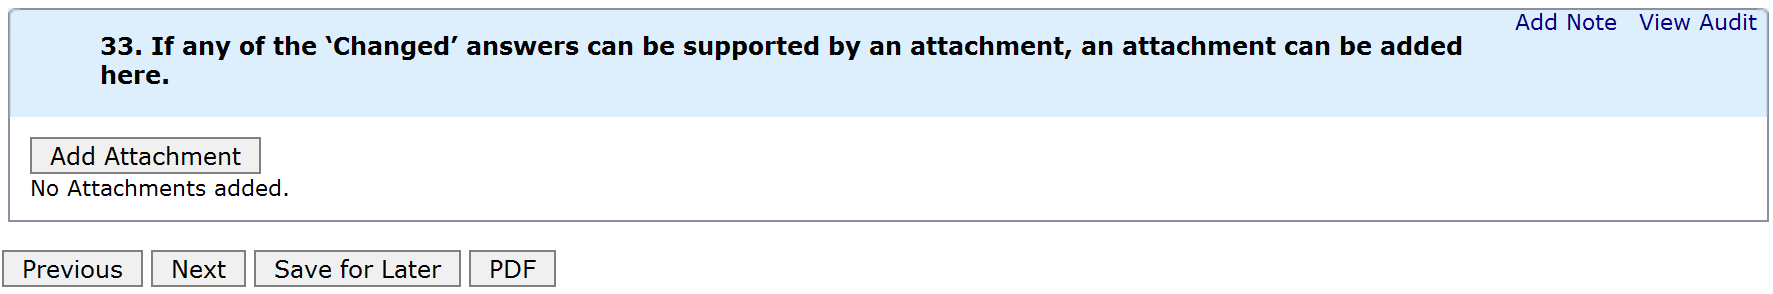 Add Note View Audit
33. If any of the ‘Changed’ answers can be supported by an attachment, an attachment can be added
here.
Add Attachment
No Attachments added.
Previous Next Save for Later PDF